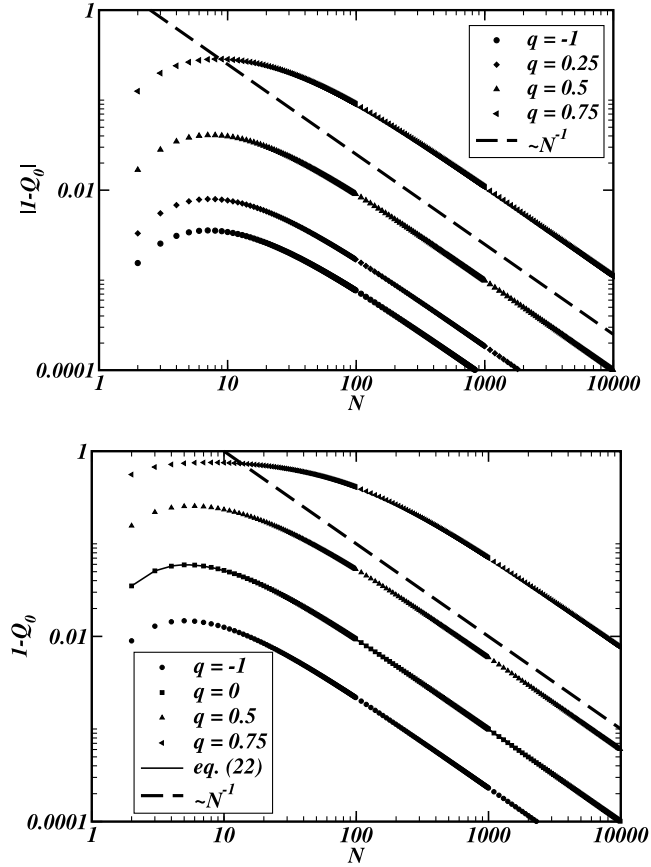 1
0.01
0.0001
|1-Q0|
q = -1
q = 0.25
q = 0.5
q = 0.75
~N-1
1 10 100 1000 10000
N
1
0.01
0.0001
1-Q0
q = -1
q = 0
q = 0.5
q = 0.75
eq. (22)
~N-1
1 10 100 1000 10000
N